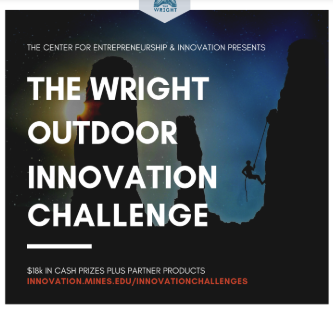 WRIGHT
THE CENTER FOR ENTREPRENEURSHIP & INNOVATION PRESENTS
THE WRIGHT
OUTDOOR
INNOVATION
CHALLENGE
$18k IN CASH PRIZES PLUS PARTNER PRODUCTS
INNOVATION.MINES.EDU/INNOVATIONCHALLENGES